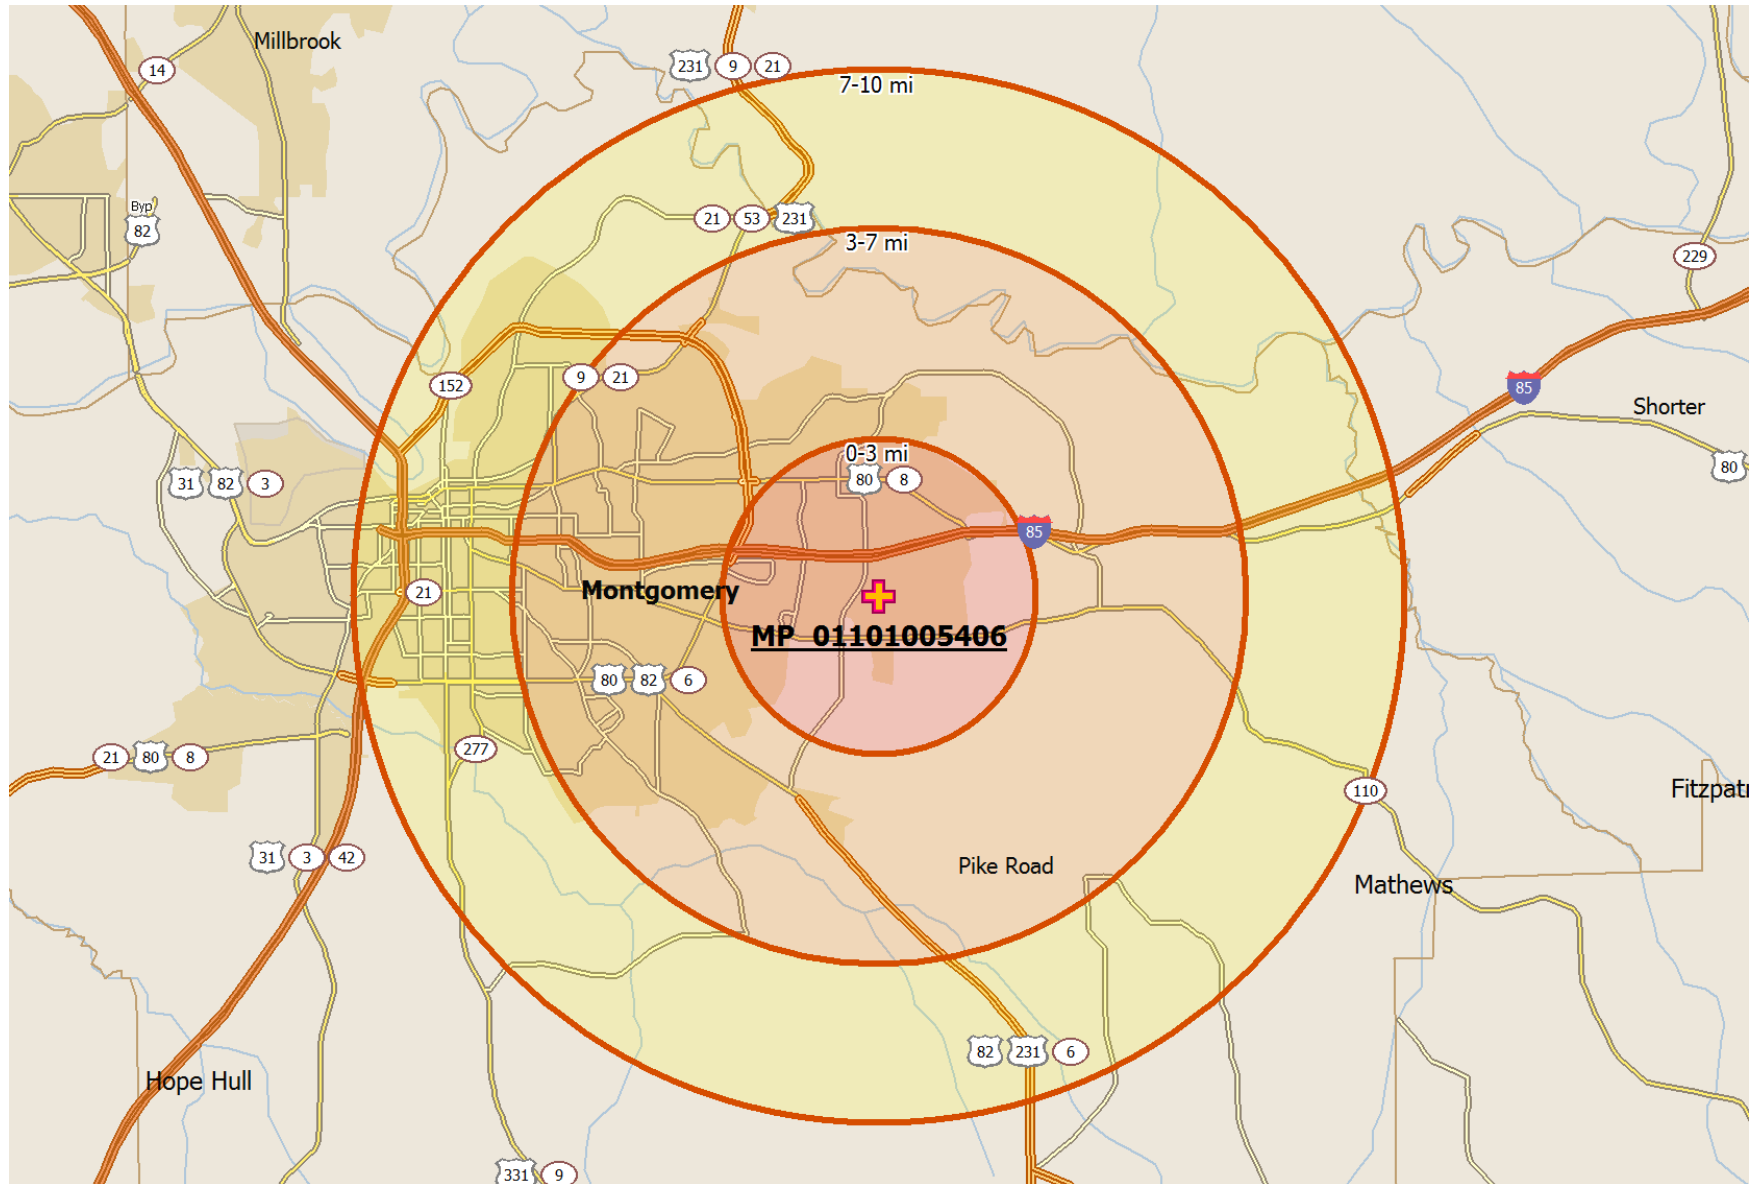 Millbrook
14
231 9 21
7-10 mi
Byp
82
21 53 231
3-7 mi
229
9 21
152
85
Shorter
0-3 mi
80 8
80
31 82 3
85
Montgomery
21
MP 01101005406
80 82 6
277
21 80 8
110
Fitzpatr
31 3 42
Pike Road
Mathews
82 231 6
Hope Hull
331 9